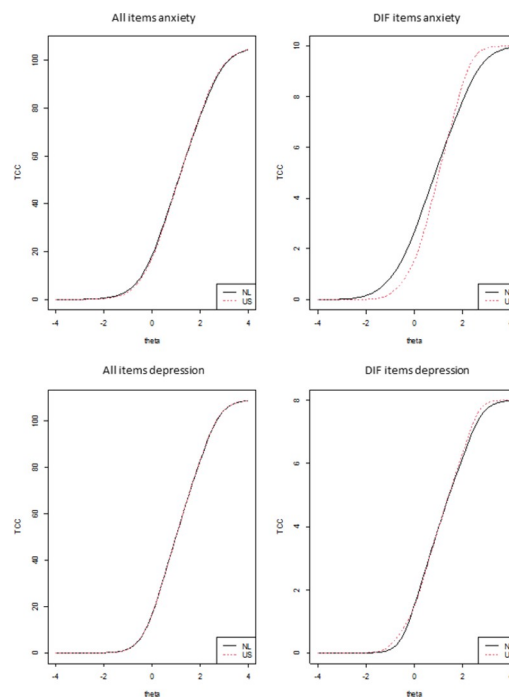 All items anxiety
DIF items anxiety
TCC
0 20 40 60 80 100
-4 -2 0 2 4
theta
NL
US
TCC
0 2 4 6 8 10
-4 -2 0 2 4
theta
N
U
All items depression
DIF items depression
TCC
0 20 40 60 80 100
-4 -2 0 2 4
theta
NL
US
TCC
0 2 4 6 8
-4 -2 0 2 4
theta
N
U